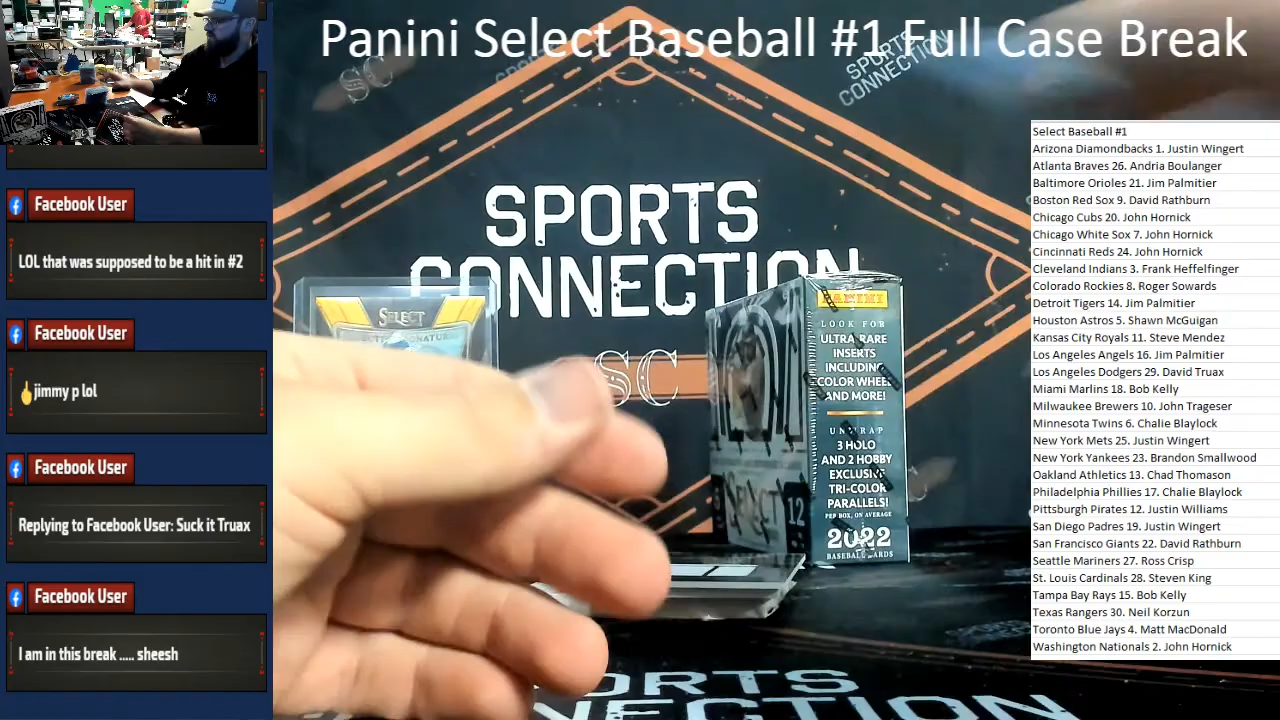 Panini Select Baseball #1 Full Case Break
Facebook User
LOL that was supposed to be a hit in #2
Facebook User
🖕jimmy p lol
Facebook User
Replying to Facebook User: Suck it Truax
Facebook User
I am in this break ..... sheesh
SC
SPORTS
CONNECTION
SPORTS
CONNECTION
SC
SELECT
PANINI
LOOK FOR
ULTRA RARE
INSERTS
INCLUDING
COLOR WHEEL
AND MORE!
UNWRAP
3 HOLO
AND 2 HOBBY
EXCLUSIVE
TRI-COLOR
PARALLELS!
PER BOX, ON AVERAGE
2022
BASEBALL CARDS
SELECT
12
ORTS
NNECTION
Select Baseball #1
Arizona Diamondbacks 1. Justin Wingert
Atlanta Braves 26. Andria Boulanger
Baltimore Orioles 21. Jim Palmitier
Boston Red Sox 9. David Rathburn
Chicago Cubs 20. John Hornick
Chicago White Sox 7. John Hornick
Cincinnati Reds 24. John Hornick
Cleveland Indians 3. Frank Heffelfinger
Colorado Rockies 8. Roger Sowards
Detroit Tigers 14. Jim Palmitier
Houston Astros 5. Shawn McGuigan
Kansas City Royals 11. Steve Mendez
Los Angeles Angels 16. Jim Palmitier
Los Angeles Dodgers 29. David Truax
Miami Marlins 18. Bob Kelly
Milwaukee Brewers 10. John Trageser
Minnesota Twins 6. Chalie Blaylock
New York Mets 25. Justin Wingert
New York Yankees 23. Brandon Smallwood
Oakland Athletics 13. Chad Thomason
Philadelphia Phillies 17. Chalie Blaylock
Pittsburgh Pirates 12. Justin Williams
San Diego Padres 19. Justin Wingert
San Francisco Giants 22. David Rathburn
Seattle Mariners 27. Ross Crisp
St. Louis Cardinals 28. Steven King
Tampa Bay Rays 15. Bob Kelly
Texas Rangers 30. Neil Korzun
Toronto Blue Jays 4. Matt MacDonald
Washington Nationals 2. John Hornick